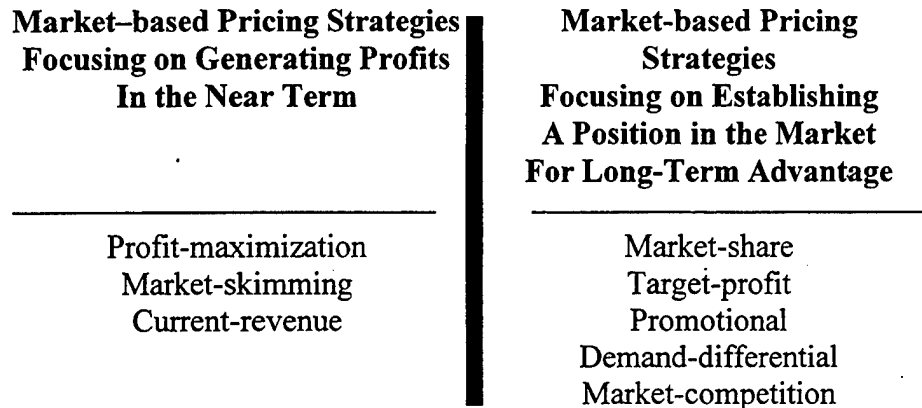 Market–based Pricing Strategies
Focusing on Generating Profits
In the Near Term
Profit-maximization
Market-skimming
Current-revenue
Market-based Pricing
Strategies
Focusing on Establishing
A Position in the Market
For Long-Term Advantage
Market-share
Target-profit
Promotional
Demand-differential
Market-competition